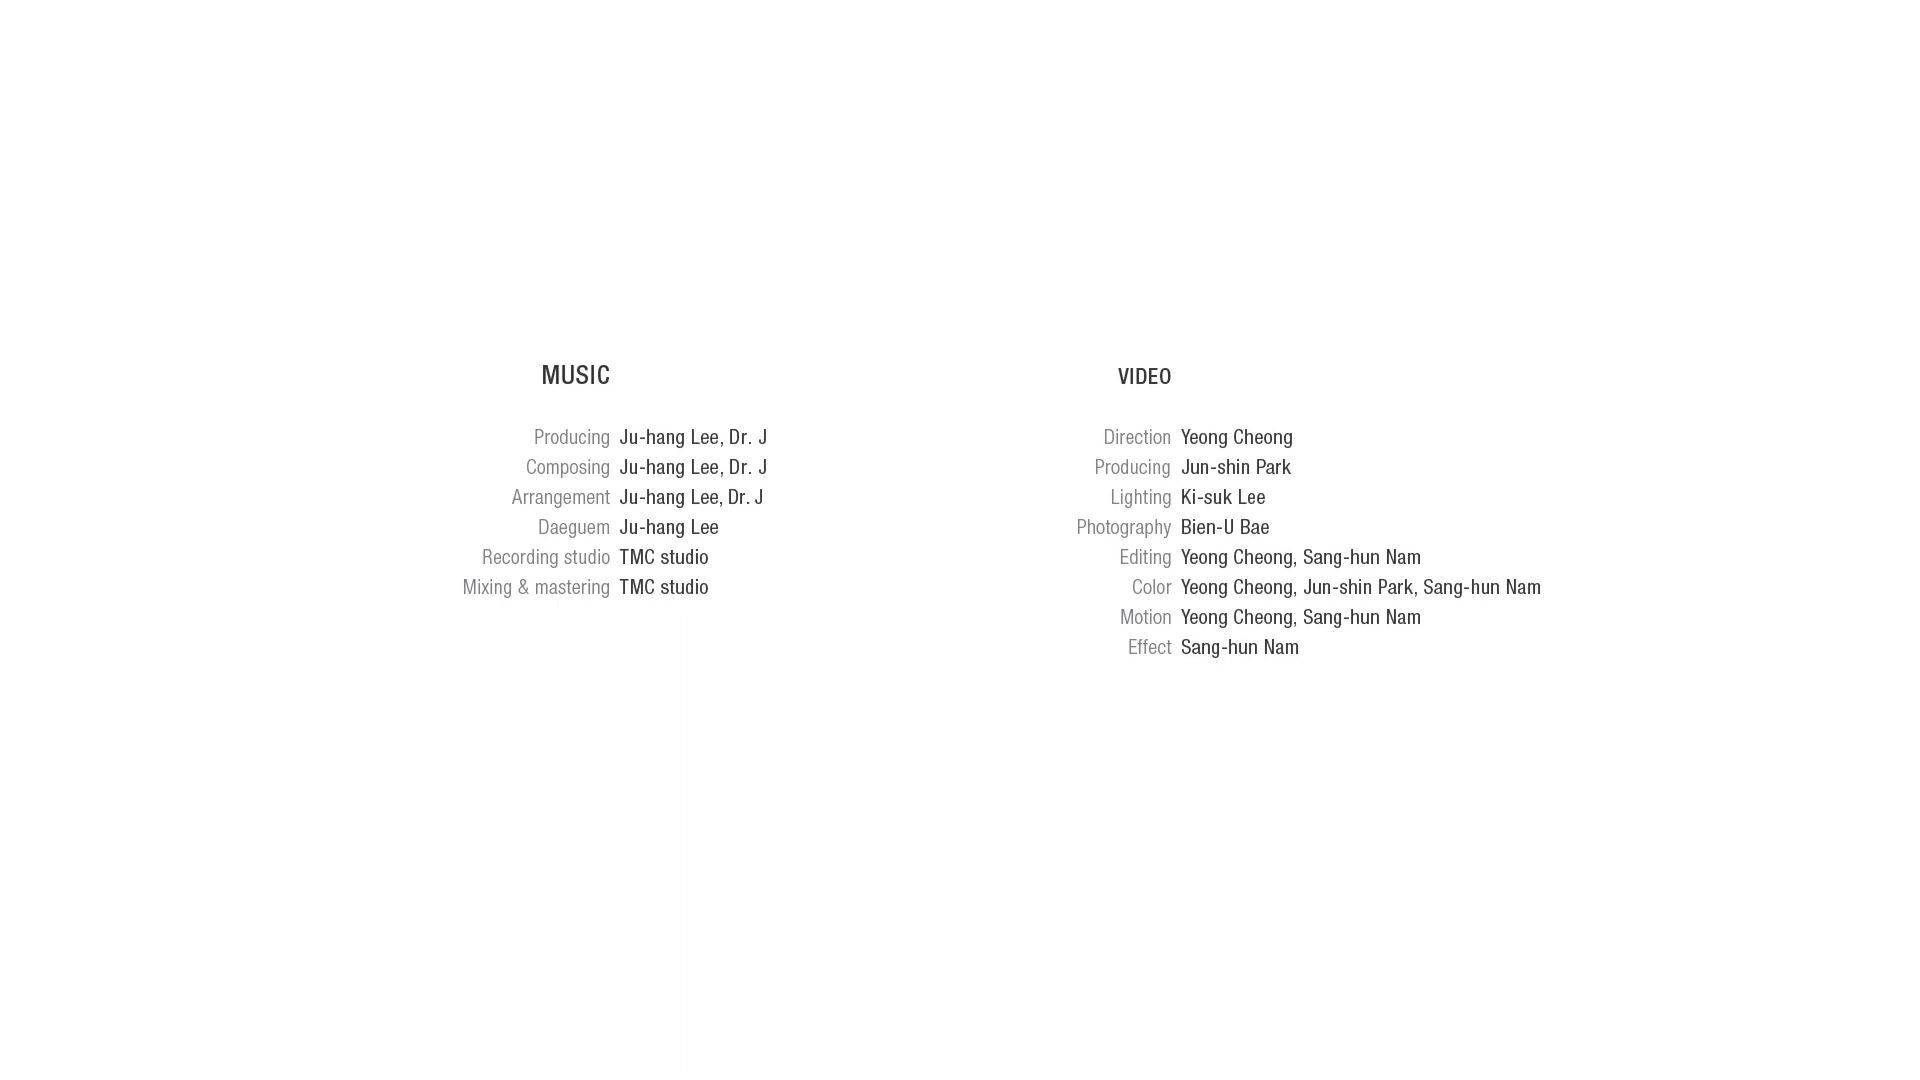 MUSIC
Producing Ju-hang Lee, Dr. J
Composing Ju-hang Lee, Dr. J
Arrangement Ju-hang Lee, Dr. J
Daeguem Ju-hang Lee
Recording studio TMC studio
Mixing & mastering TMC studio
VIDEO
Direction Yeong Cheong
Producing Jun-shin Park
Lighting Ki-suk Lee
Photography Bien-U Bae
Editing Yeong Cheong, Sang-hun Nam
Color Yeong Cheong, Jun-shin Park, Sang-hun Nam
Motion Yeong Cheong, Sang-hun Nam
Effect Sang-hun Nam